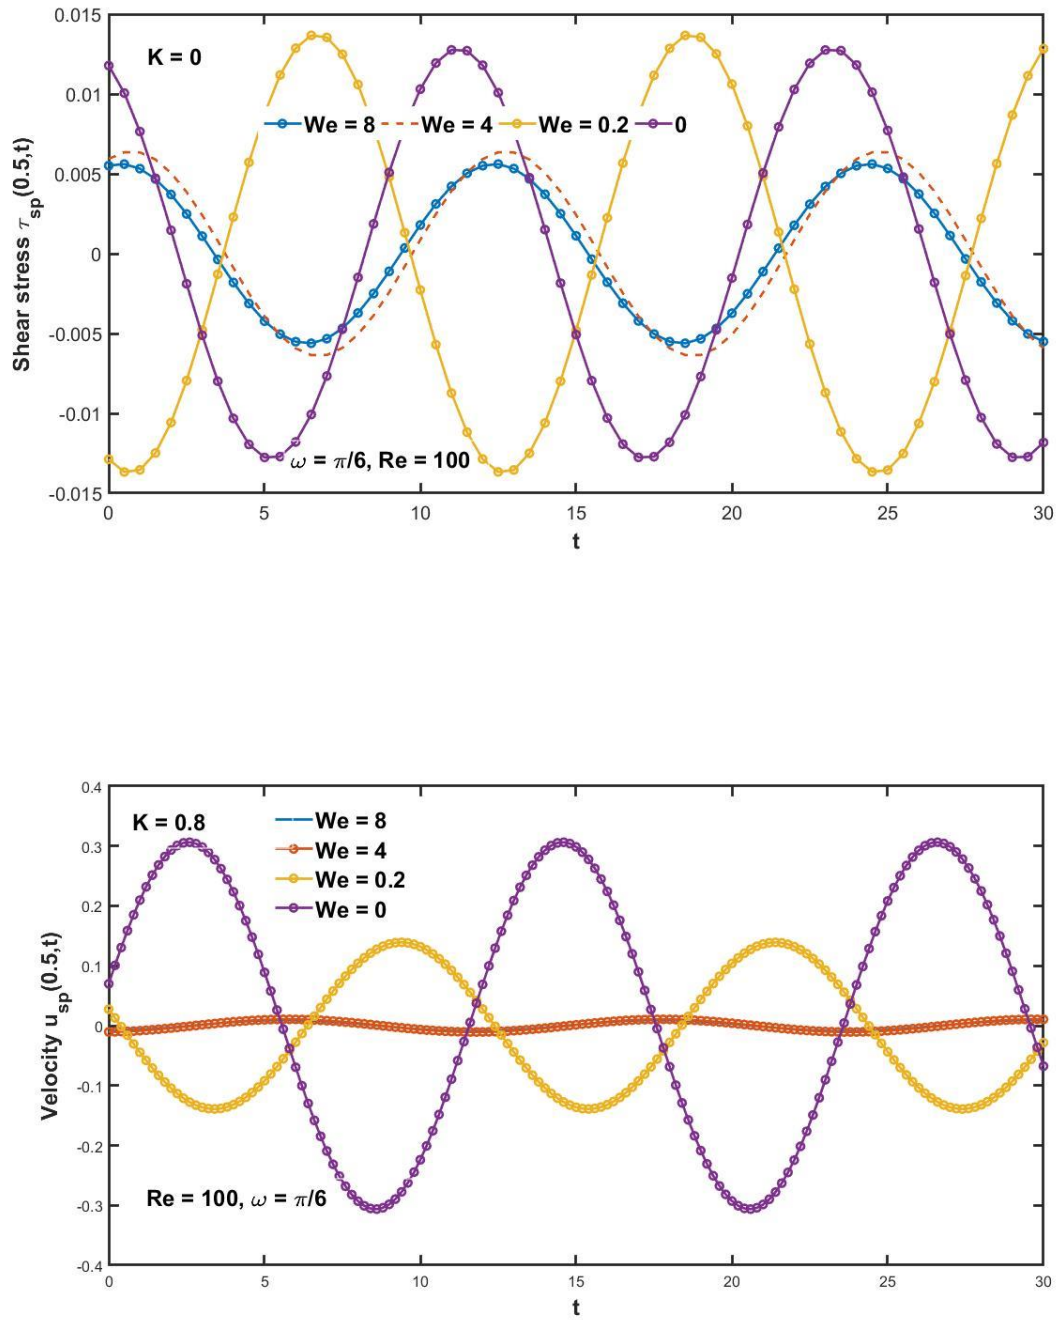 0.015
K = 0
0.01
We = 8 We = 4 We = 0.2 0
0.005
0
-0.005
-0.01
ω = π/6, Re = 100
-0.015
0 5 10 15 20 25 30
t
Shear stress τsp(0.5,t)
0.4
K = 0.8
We = 8
We = 4
We = 0.2
We = 0
0.3
0.2
0.1
0
-0.1
-0.2
Re = 100, ω = π/6
-0.3
-0.4
0 5 10 15 20 25 30
t
Velocity usp(0.5,t)